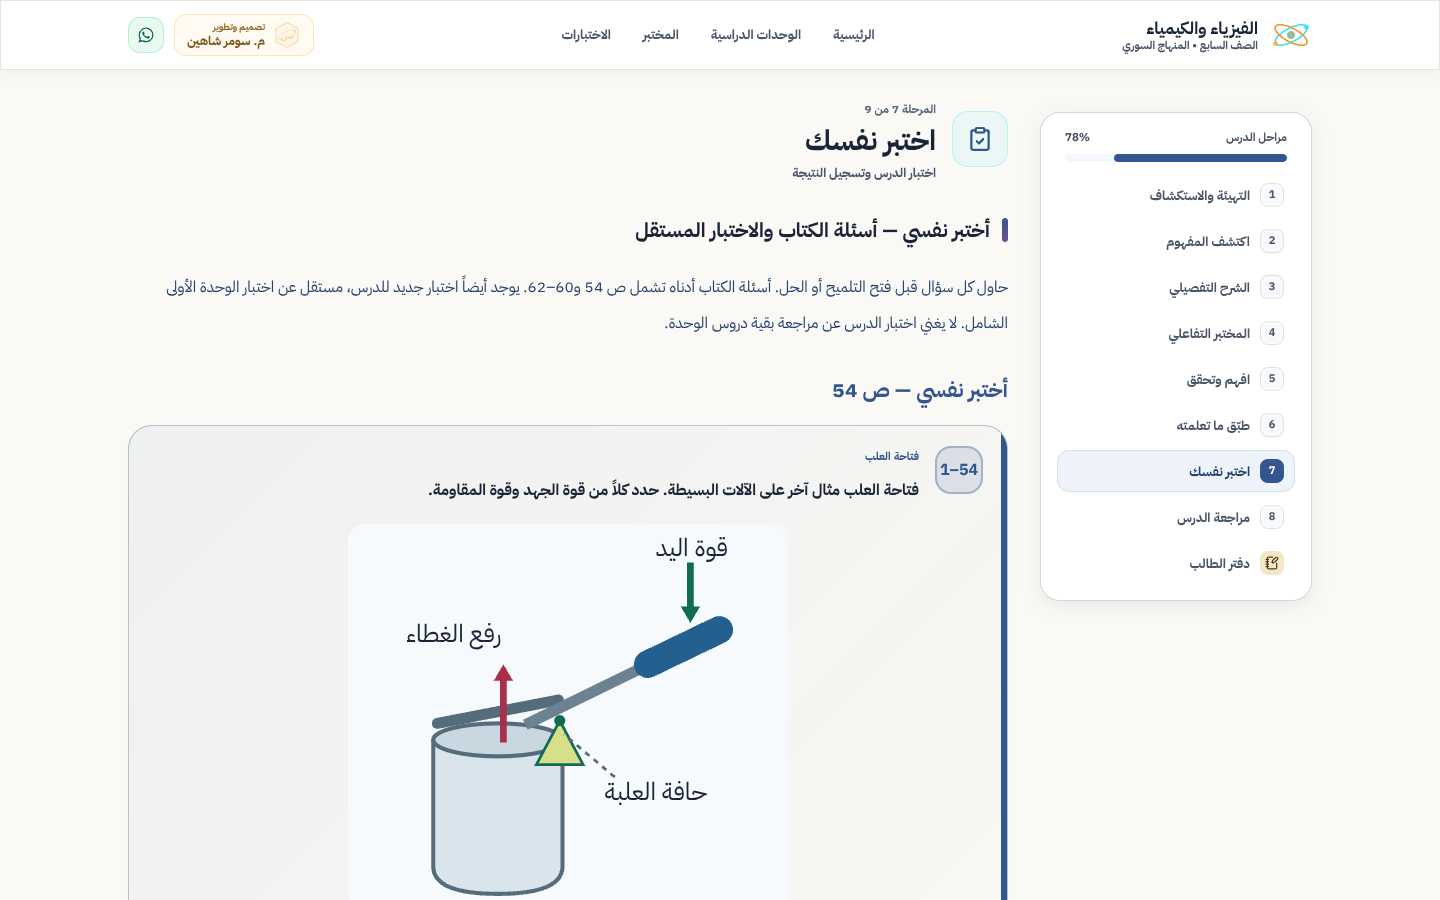 الفيزياء والكيمياء
الصف السابع • المنهاج السوري
الرئيسية
الوحدات الدراسية
المختبر
الاختبارات
تصميم وتطوير
م. سومر شاهين
مراحل الدرس
78%
1 التهيئة والاستكشاف
2 اكتشف المفهوم
3 الشرح التفصيلي
4 المختبر التفاعلي
5 افهم وتحقق
6 طبّق ما تعلمته
7 اختبر نفسك
8 مراجعة الدرس
دفتر الطالب
المرحلة 7 من 9
اختبر نفسك
اختبار الدرس وتسجيل النتيجة
أختبر نفسي — أسئلة الكتاب والاختبار المستقل
حاول كل سؤال قبل فتح التلميح أو الحل. أسئلة الكتاب أدناه تشمل ص 54 و60–62. يوجد أيضاً اختبار جديد للدرس، مستقل عن اختبار الوحدة الأولى
الشامل. لا يغني اختبار الدرس عن مراجعة بقية دروس الوحدة.
أختبر نفسي — ص 54
54–1
فتاحة العلب
فتاحة العلب مثال آخر على الآلات البسيطة. حدد كلاً من قوة الجهد وقوة المقاومة.
قوة اليد
رفع الغطاء
حافة العلبة